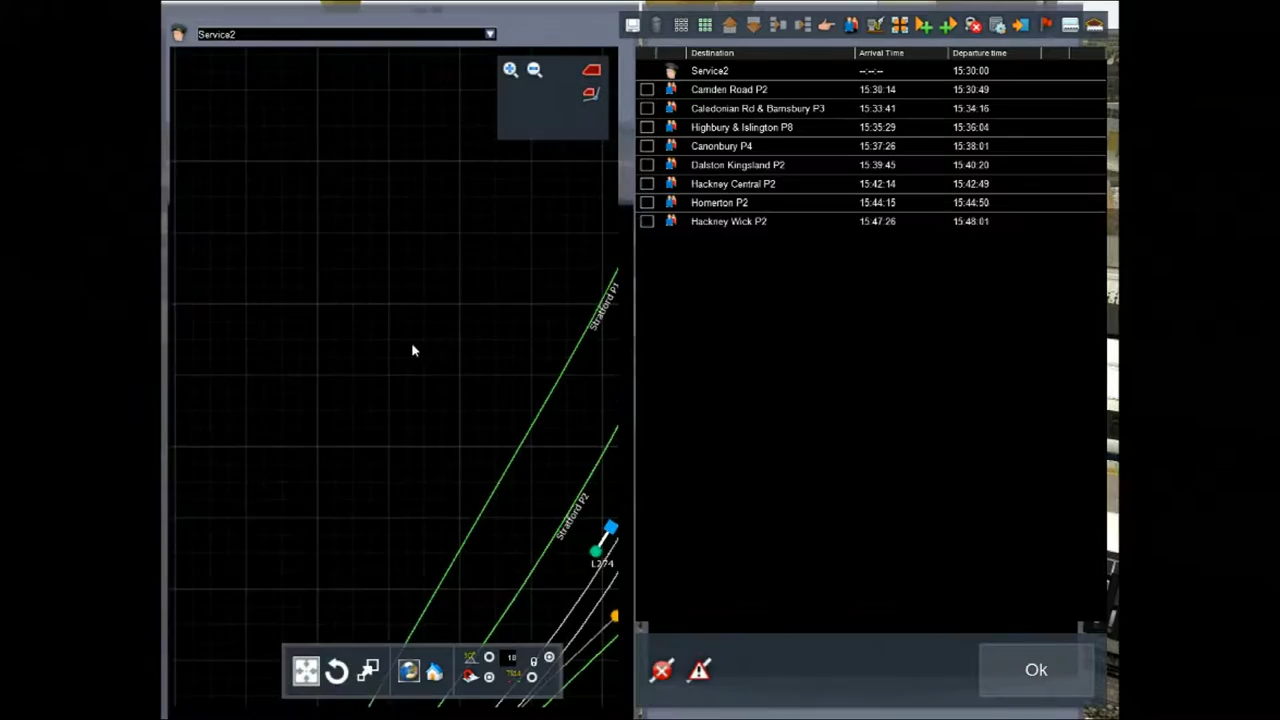 Service2
Destination Arrival Time Departure time
Service2 --:--:-- 15:30:00
Camden Road P2 15:30:14 15:30:49
Caledonian Rd & Barnsbury P3 15:33:41 15:34:16
Highbury & Islington P8 15:35:29 15:36:04
Canonbury P4 15:37:26 15:38:01
Dalston Kingsland P2 15:39:45 15:40:20
Hackney Central P2 15:42:14 15:42:49
Homerton P2 15:44:15 15:44:50
Hackney Wick P2 15:47:26 15:48:01
Stratford P1
Stratford P2
L274
18
Ok